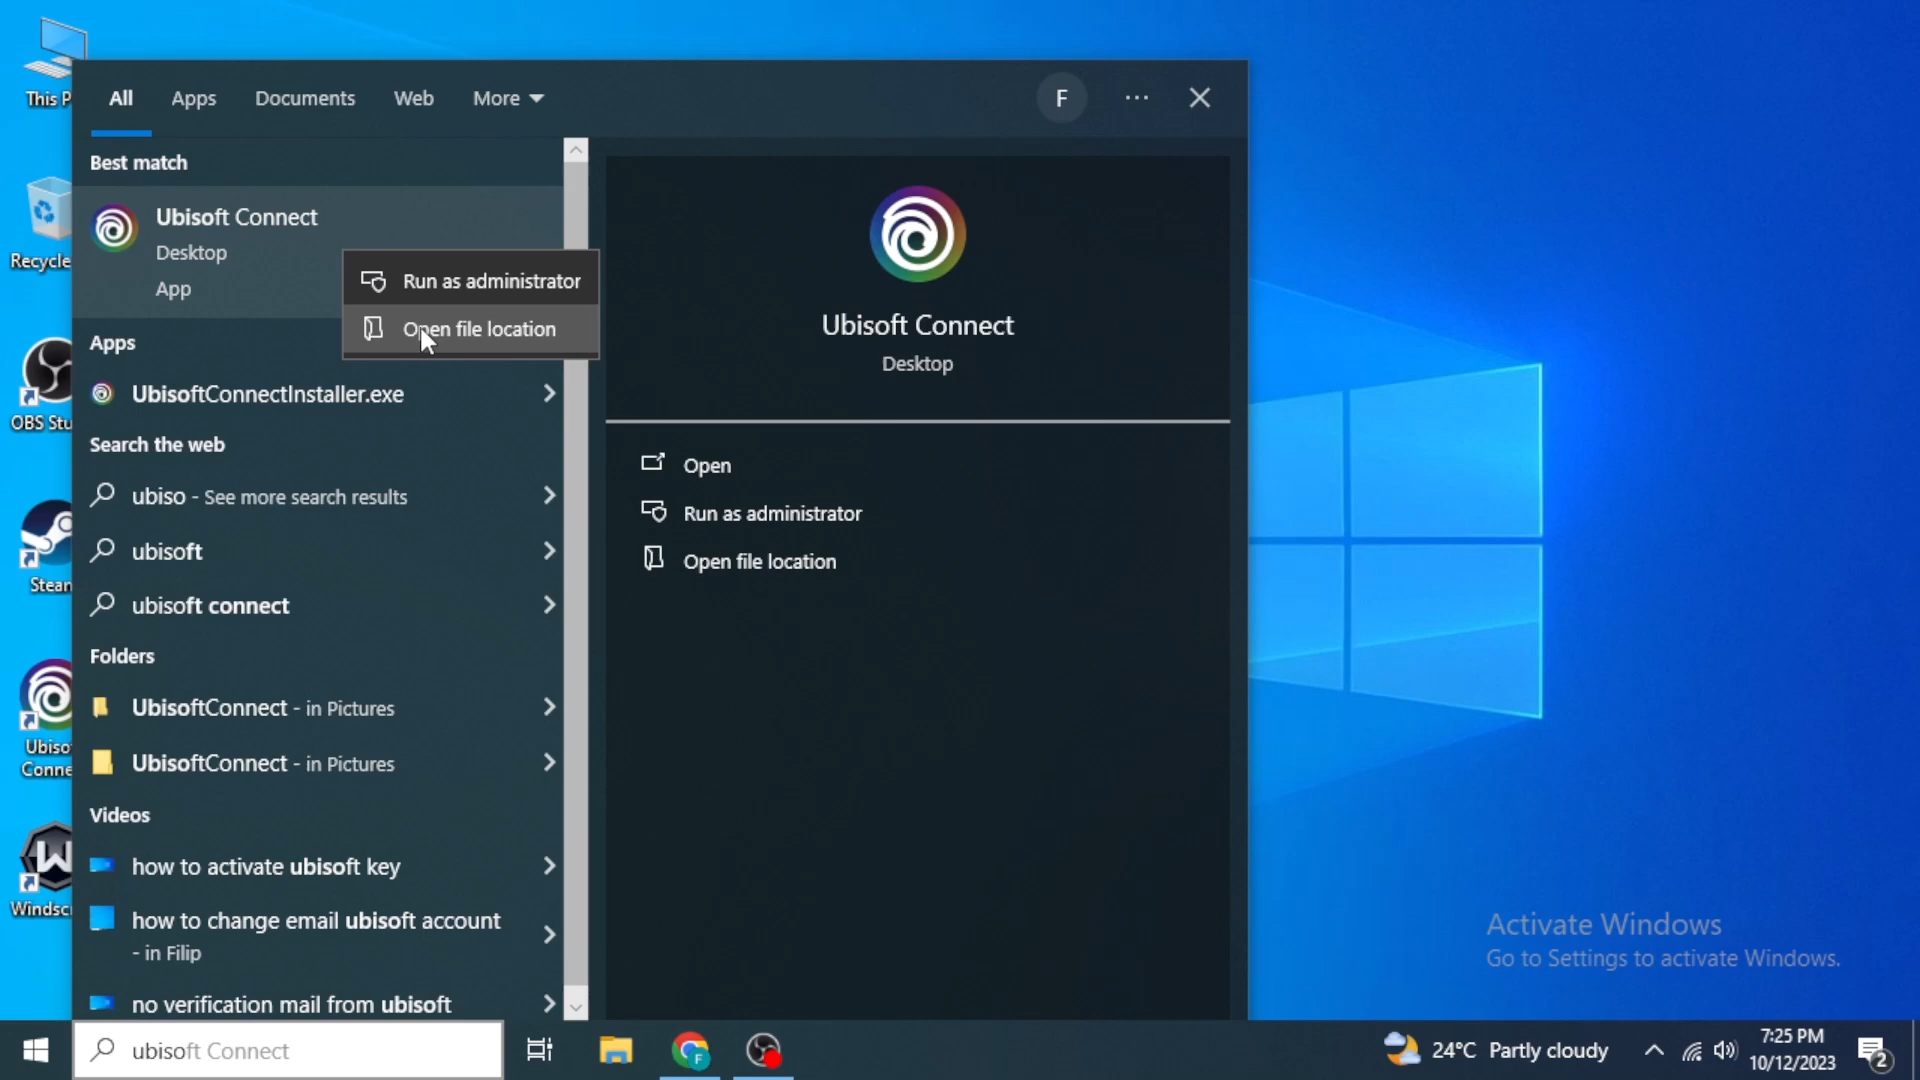 This P
Recycle
OBS Stu
Steam
Ubiso
Conne
Windsc
All
Apps
Documents
Web
More
F
Best match
Ubisoft Connect
Desktop
App
Run as administrator
Open file location
Apps
UbisoftConnectInstaller.exe
Search the web
ubiso - See more search results
ubisoft
ubisoft connect
Folders
UbisoftConnect - in Pictures
UbisoftConnect - in Pictures
Videos
how to activate ubisoft key
how to change email ubisoft account
- in Filip
no verification mail from ubisoft
Ubisoft Connect
Desktop
Open
Run as administrator
Open file location
Activate Windows
Go to Settings to activate Windows.
ubisoft Connect
F
24°C Partly cloudy
7:25 PM
10/12/2023
2